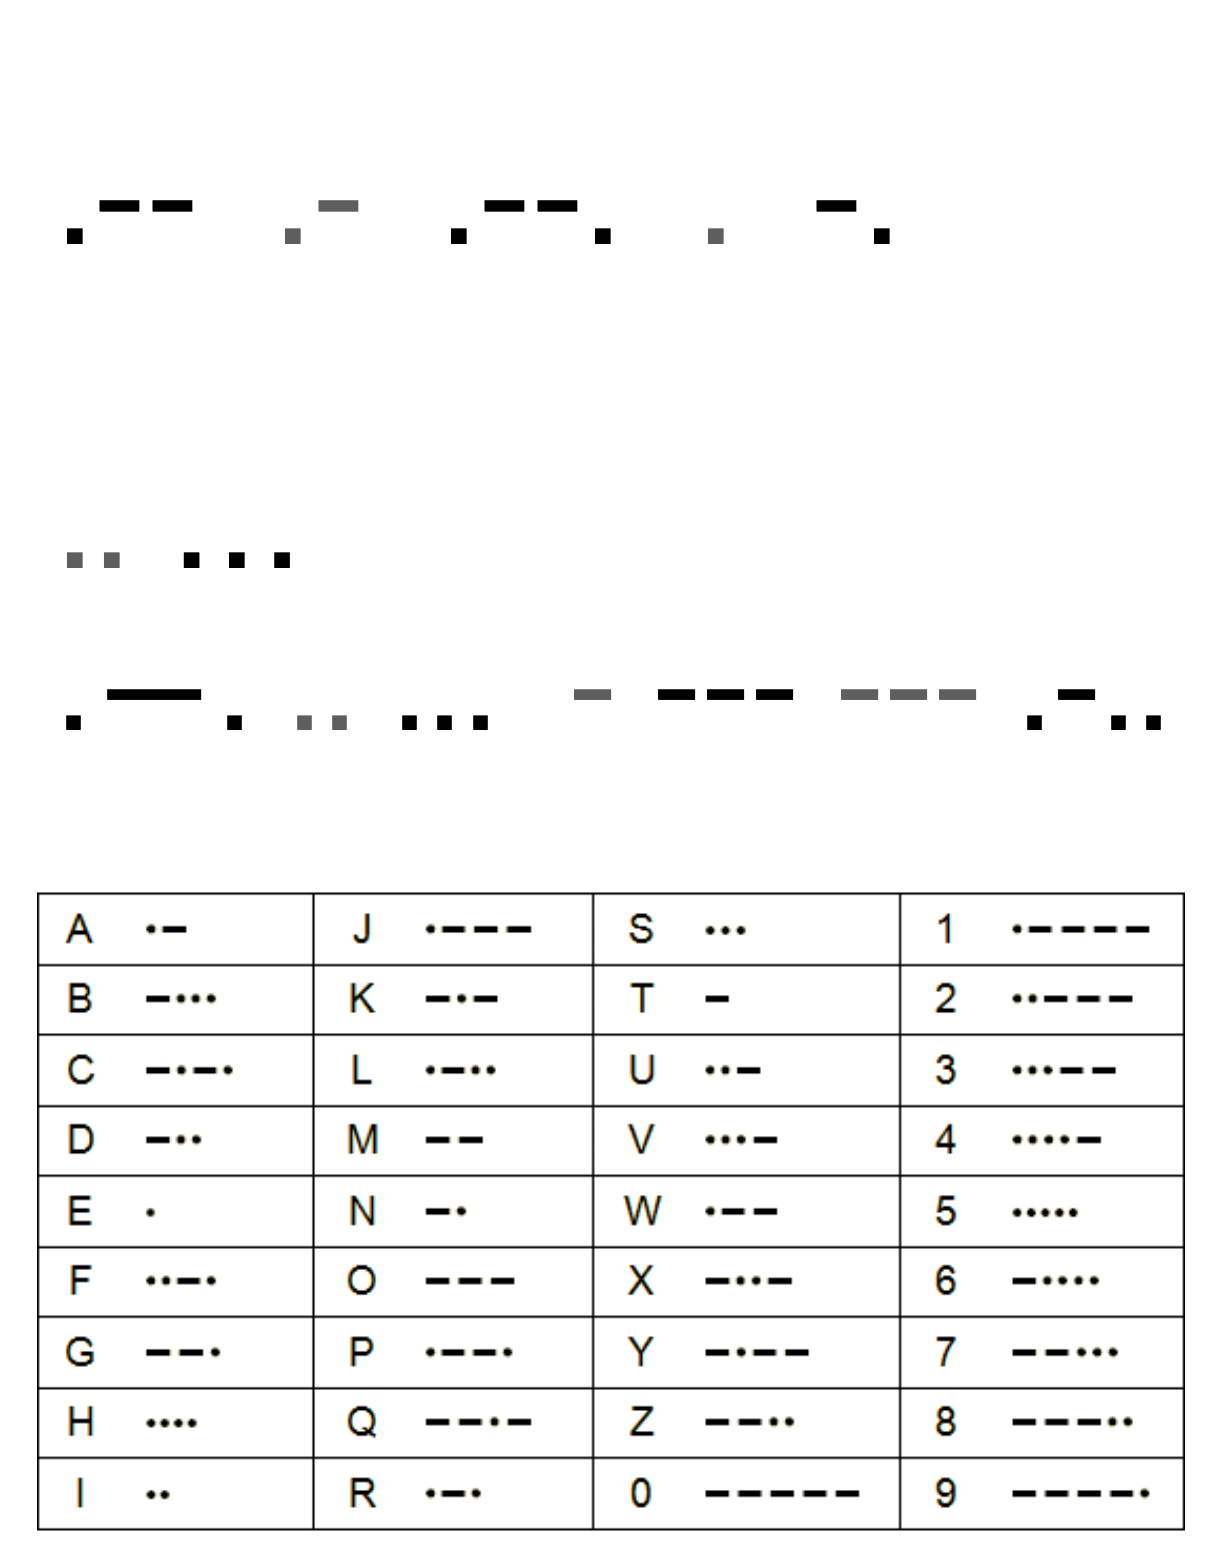 .-- .- .--. . -.
.. ...
.-. .. ... - --- --- .-..
A .- J .--- S ... 1 .----
B -... K -.- T - 2 ..---
C -.-. L .-.. U ..- 3 ...--
D -.. M -- V ...- 4 ....-
E . N -. W .-- 5 .....
F ..-. O --- X -..- 6 -....
G --. P .--. Y -.-- 7 --...
H .... Q --.- Z --.. 8 ---..
I .. R .-. 0 ----- 9 ----.